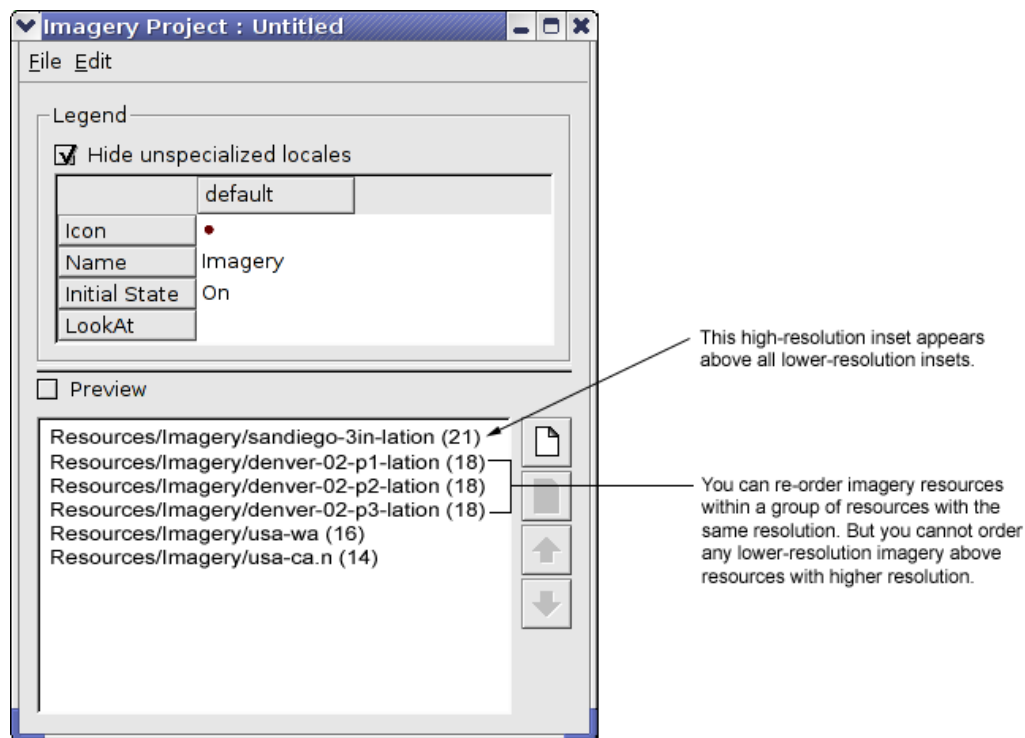 Imagery Project : Untitled
File Edit
Legend
Hide unspecialized locales
default
Icon
Name Imagery
Initial State On
LookAt
Preview
Resources/Imagery/sandiego-3in-lation (21)
Resources/Imagery/denver-02-p1-lation (18)
Resources/Imagery/denver-02-p2-lation (18)
Resources/Imagery/denver-02-p3-lation (18)
Resources/Imagery/usa-wa (16)
Resources/Imagery/usa-ca.n (14)
This high-resolution inset appears
above all lower-resolution insets.
You can re-order imagery resources
within a group of resources with the
same resolution. But you cannot order
any lower-resolution imagery above
resources with higher resolution.